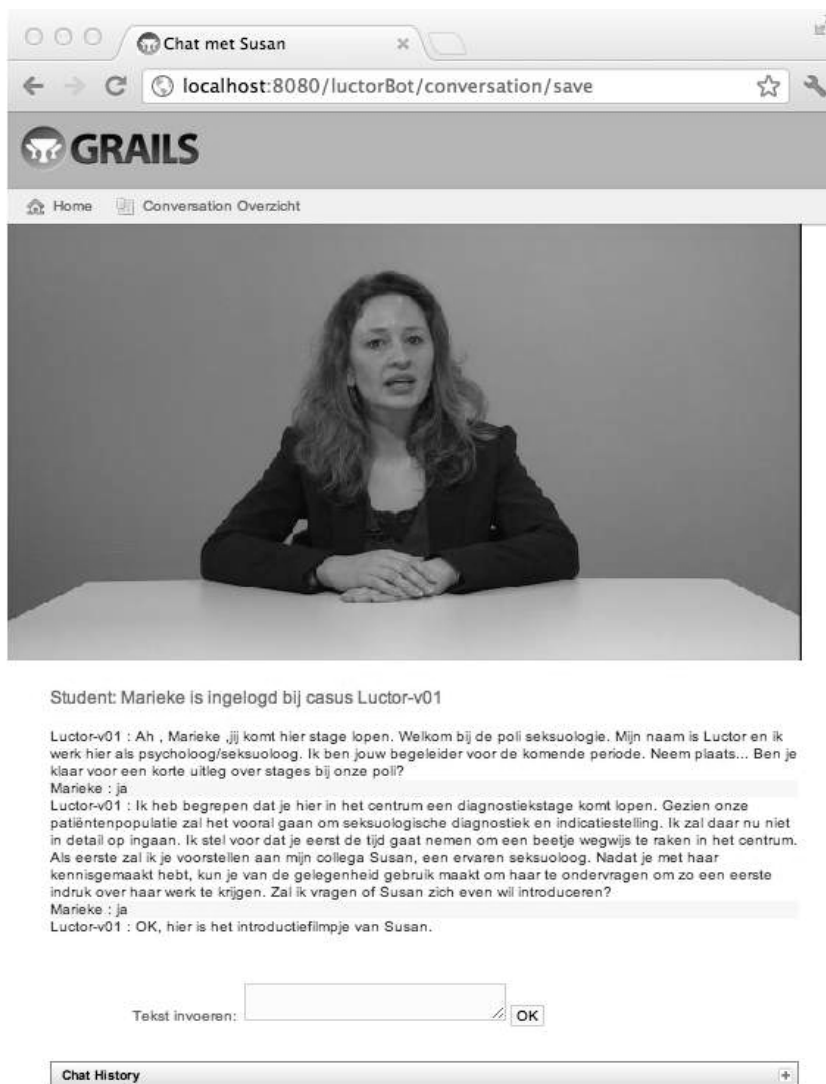 Chat met Susan
localhost:8080/luctorBot/conversation/save
GRAILS
Home Conversation Overzicht
Student: Marieke is ingelogd bij casus Luctor-v01
Luctor-v01 : Ah , Marieke ,jij komt hier stage lopen. Welkom bij de poli seksuologie. Mijn naam is Luctor en ik
werk hier als psycholoog/seksuoloog. Ik ben jouw begeleider voor de komende periode. Neem plaats... Ben je
klaar voor een korte uitleg over stages bij onze poli?
Marieke : ja
Luctor-v01 : Ik heb begrepen dat je hier in het centrum een diagnostiekstage komt lopen. Gezien onze
patiëntenpopulatie zal het vooral gaan om seksuologische diagnostiek en indicatiestelling. Ik zal daar nu niet
in detail op ingaan. Ik stel voor dat je eerst de tijd gaat nemen om een beetje wegwijs te raken in het centrum.
Als eerste zal ik je voorstellen aan mijn collega Susan, een ervaren seksuoloog. Nadat je met haar
kennisgemaakt hebt, kun je van de gelegenheid gebruik maakt om haar te ondervragen om zo een eerste
indruk over haar werk te krijgen. Zal ik vragen of Susan zich even wil introduceren?
Marieke : ja
Luctor-v01 : OK, hier is het introductiefilmpje van Susan.
Tekst invoeren: OK
Chat History